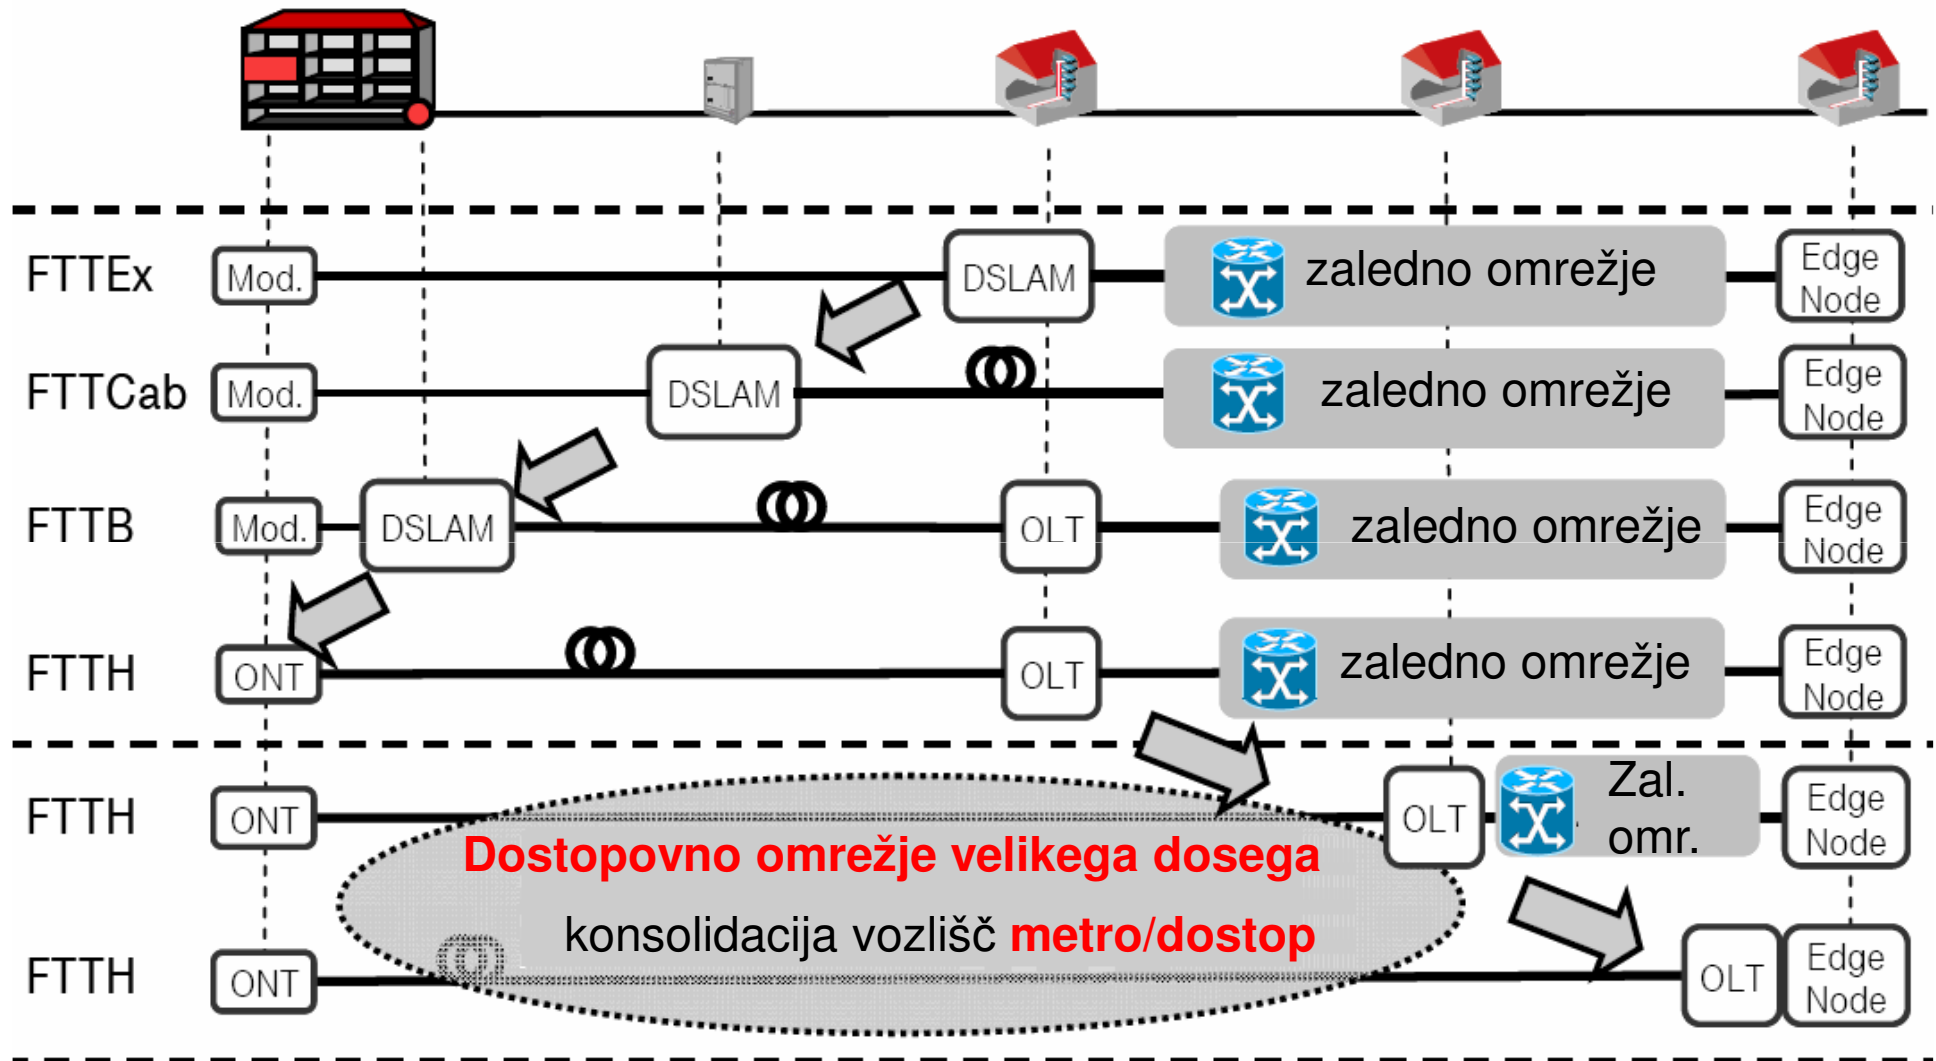 FTTEx
Mod.
DSLAM
zaledno omrežje
Edge
Node
FTTCab
Mod.
DSLAM
zaledno omrežje
Edge
Node
FTTB
Mod.
DSLAM
OLT
zaledno omrežje
Edge
Node
FTTH
ONT
OLT
zaledno omrežje
Edge
Node
FTTH
ONT
OLT
Zal.
omr.
Edge
Node
Dostopovno omrežje velikega dosega
konsolidacija vozlišč metro/dostop
FTTH
ONT
OLT
Edge
Node